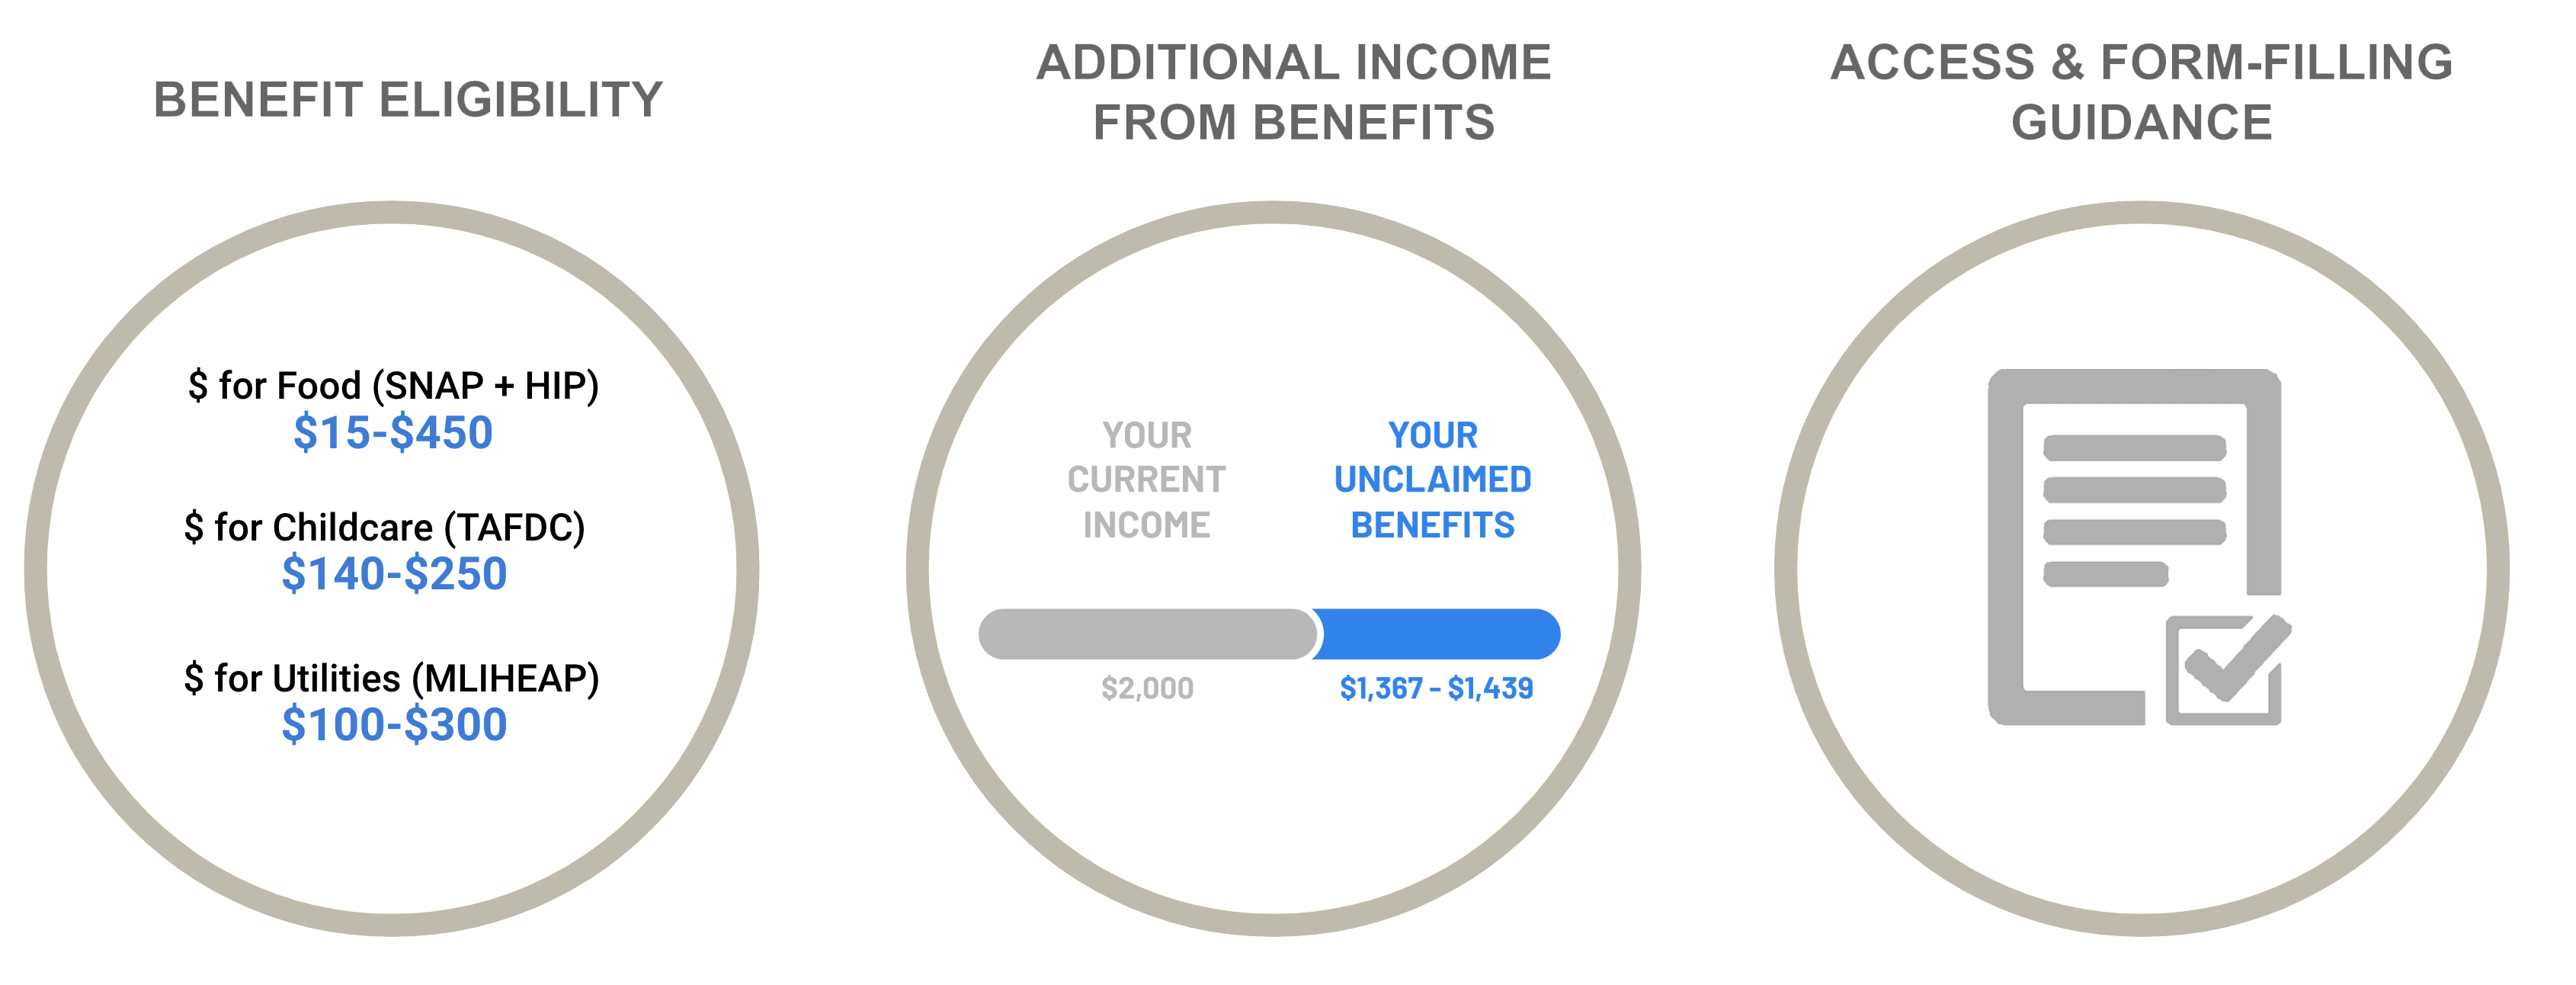 BENEFIT ELIGIBILITY
$ for Food (SNAP + HIP)
$15-$450
$ for Childcare (TAFDC)
$140-$250
$ for Utilities (MLIHEAP)
$100-$300
ADDITIONAL INCOME
FROM BENEFITS
YOUR
CURRENT
INCOME
$2,000
YOUR
UNCLAIMED
BENEFITS
$1,367 - $1,439
ACCESS & FORM-FILLING
GUIDANCE